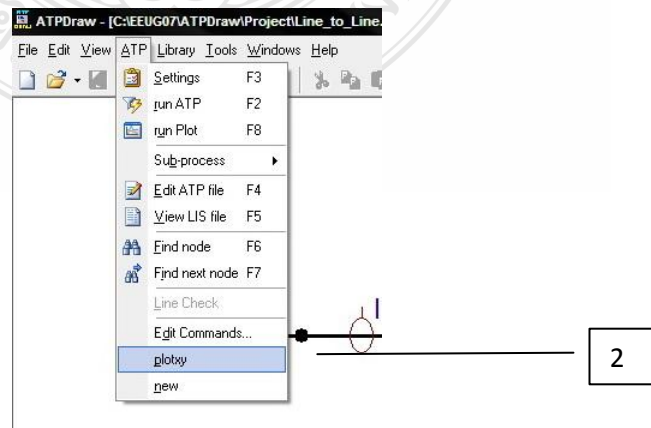 ATPDraw - [C:\EEUG07\ATPDraw\Project\Line_to_Line.
File Edit View ATP Library Tools Windows Help
Settings F3
run ATP F2
run Plot F8
Sub-process
Edit ATP file F4
View LIS file F5
Find node F6
Find next node F7
Line Check
Edit Commands...
plotxy
new
2